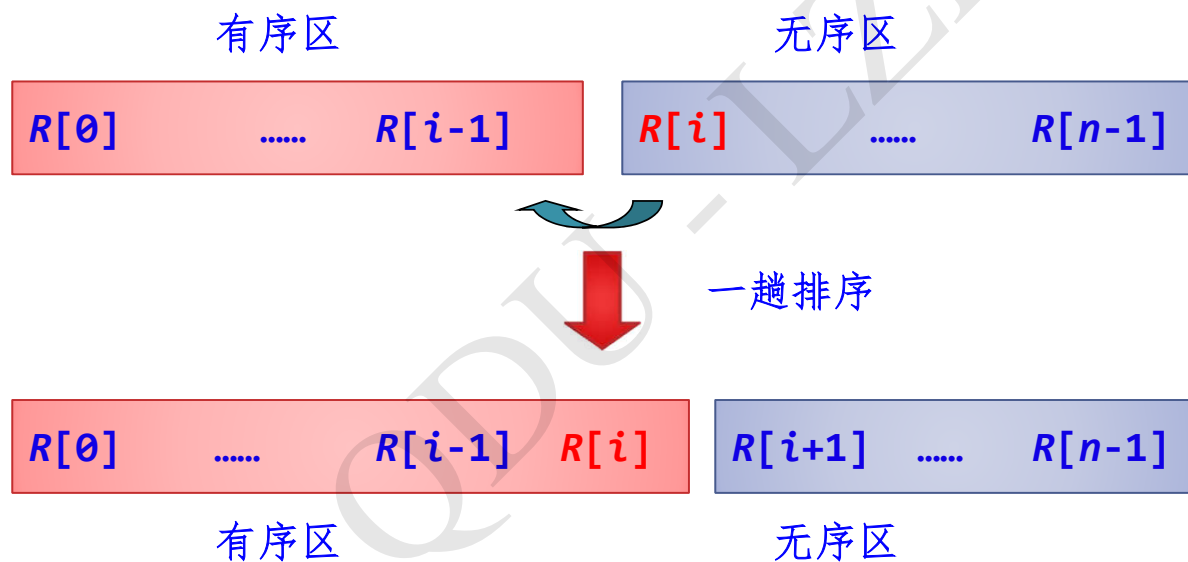 有序区 无序区
R[0] …… R[i-1] R[i] …… R[n-1]
一趟排序
R[0] …… R[i-1] R[i] R[i+1] …… R[n-1]
有序区 无序区
QDU - LZ